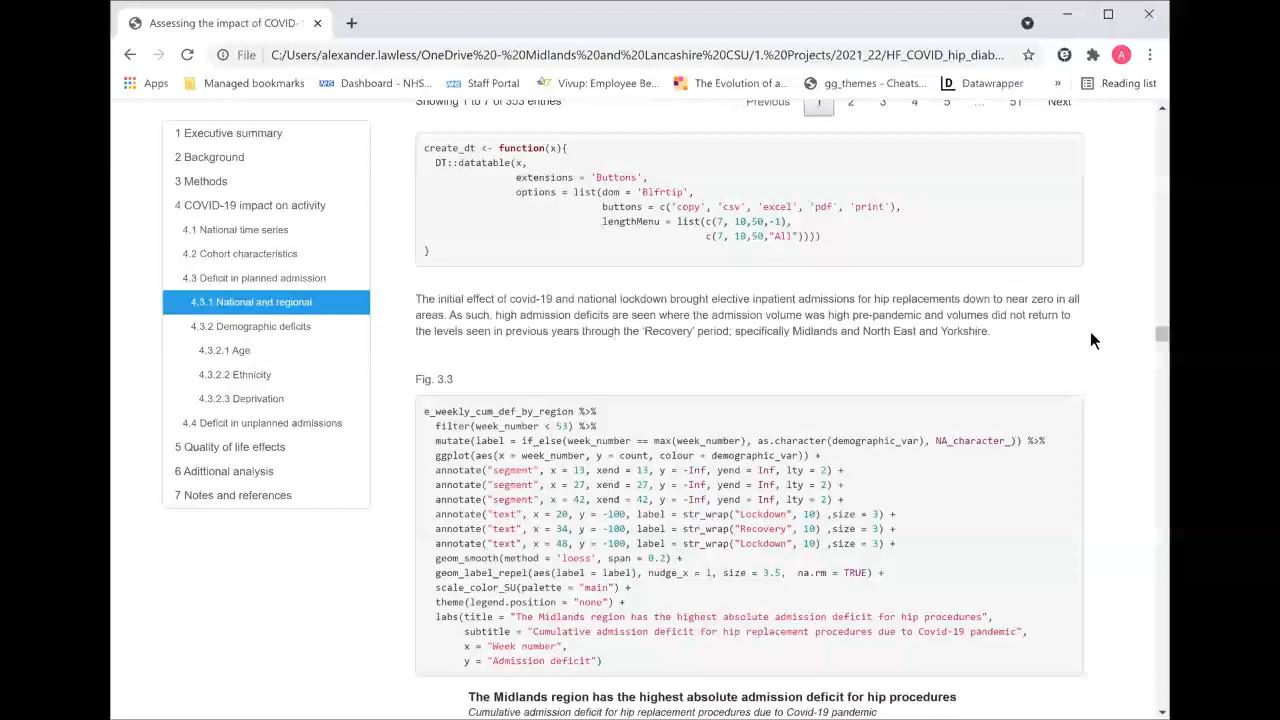 Assessing the impact of COVID-
File C:/Users/alexander.lawless/OneDrive%20-%20Midlands%20and%20Lancashire%20CSU/1.%20Projects/2021_22/HF_COVID_hip_diab... A
Apps Managed bookmarks Dashboard - NHS... Staff Portal Vivup: Employee Be... The Evolution of a... gg_themes - Cheats... D Datawrapper » Reading list
Showing 1 to 7 of 353 entries Previous 1 2 3 4 5 ... 51 Next
1 Executive summary
2 Background
3 Methods
4 COVID-19 impact on activity
4.1 National time series
4.2 Cohort characteristics
4.3 Deficit in planned admission
4.3.1 National and regional
4.3.2 Demographic deficits
4.3.2.1 Age
4.3.2.2 Ethnicity
4.3.2.3 Deprivation
4.4 Deficit in unplanned admissions
5 Quality of life effects
6 Adittional analysis
7 Notes and references
create_dt <- function(x){
DT::datatable(x,
extensions = 'Buttons',
options = list(dom = 'Blfrtip',
buttons = c('copy', 'csv', 'excel', 'pdf', 'print'),
lengthMenu = list(c(7, 10,50,-1),
c(7, 10,50,"All"))))
}
The initial effect of covid-19 and national lockdown brought elective inpatient admissions for hip replacements down to near zero in all
areas. As such, high admission deficits are seen where the admission volume was high pre-pandemic and volumes did not return to
the levels seen in previous years through the 'Recovery' period; specifically Midlands and North East and Yorkshire.
Fig. 3.3
e_weekly_cum_def_by_region %>%
filter(week_number < 53) %>%
mutate(label = if_else(week_number == max(week_number), as.character(demographic_var), NA_character_)) %>%
ggplot(aes(x = week_number, y = count, colour = demographic_var)) +
annotate("segment", x = 13, xend = 13, y = -Inf, yend = Inf, lty = 2) +
annotate("segment", x = 27, xend = 27, y = -Inf, yend = Inf, lty = 2) +
annotate("segment", x = 42, xend = 42, y = -Inf, yend = Inf, lty = 2) +
annotate("text", x = 20, y = -100, label = str_wrap("Lockdown", 10) ,size = 3) +
annotate("text", x = 34, y = -100, label = str_wrap("Recovery", 10) ,size = 3) +
annotate("text", x = 48, y = -100, label = str_wrap("Lockdown", 10) ,size = 3) +
geom_smooth(method = 'loess', span = 0.2) +
geom_label_repel(aes(label = label), nudge_x = 1, size = 3.5, na.rm = TRUE) +
scale_color_SU(palette = "main") +
theme(legend.position = "none") +
labs(title = "The Midlands region has the highest absolute admission deficit for hip procedures",
subtitle = "Cumulative admission deficit for hip replacement procedures due to Covid-19 pandemic",
x = "Week number",
y = "Admission deficit")
The Midlands region has the highest absolute admission deficit for hip procedures
Cumulative admission deficit for hip replacement procedures due to Covid-19 pandemic